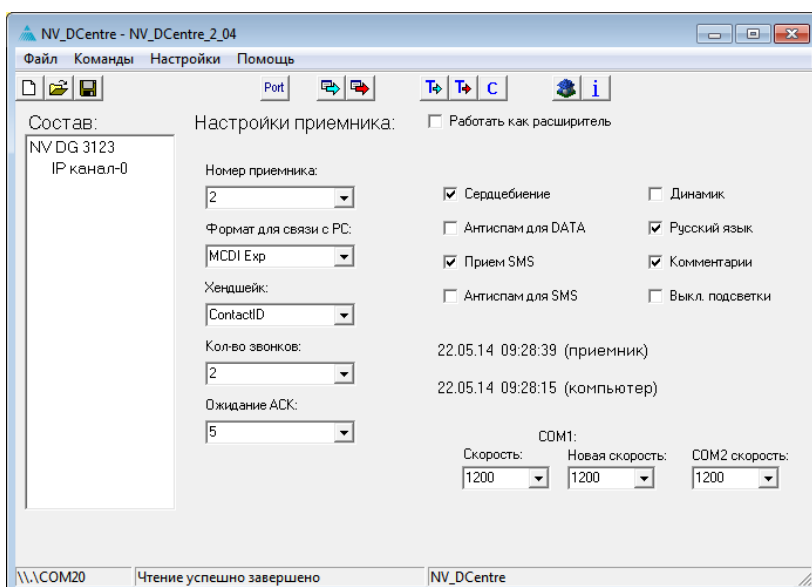 NV_DCentre - NV_DCentre_2_04
Файл Команды Настройки Помощь
Port T T C i
Состав:
NV DG 3123
IP канал-0
Настройки приемника:
Номер приемника:
2
Формат для связи с PC:
MCDI Exp
Хендшейк:
ContactID
Кол-во звонков:
2
Ожидание ACK:
5
Работать как расширитель
Сердцебиение
Динамик
Антиспам для DATA
Русский язык
Прием SMS
Комментарии
Антиспам для SMS
Выкл. подсветки
22.05.14 09:28:39 (приемник)
22.05.14 09:28:15 (компьютер)
COM1:
Скорость: Новая скорость: COM2 скорость:
1200 1200 1200
\\.\COM20 Чтение успешно завершено NV_DCentre